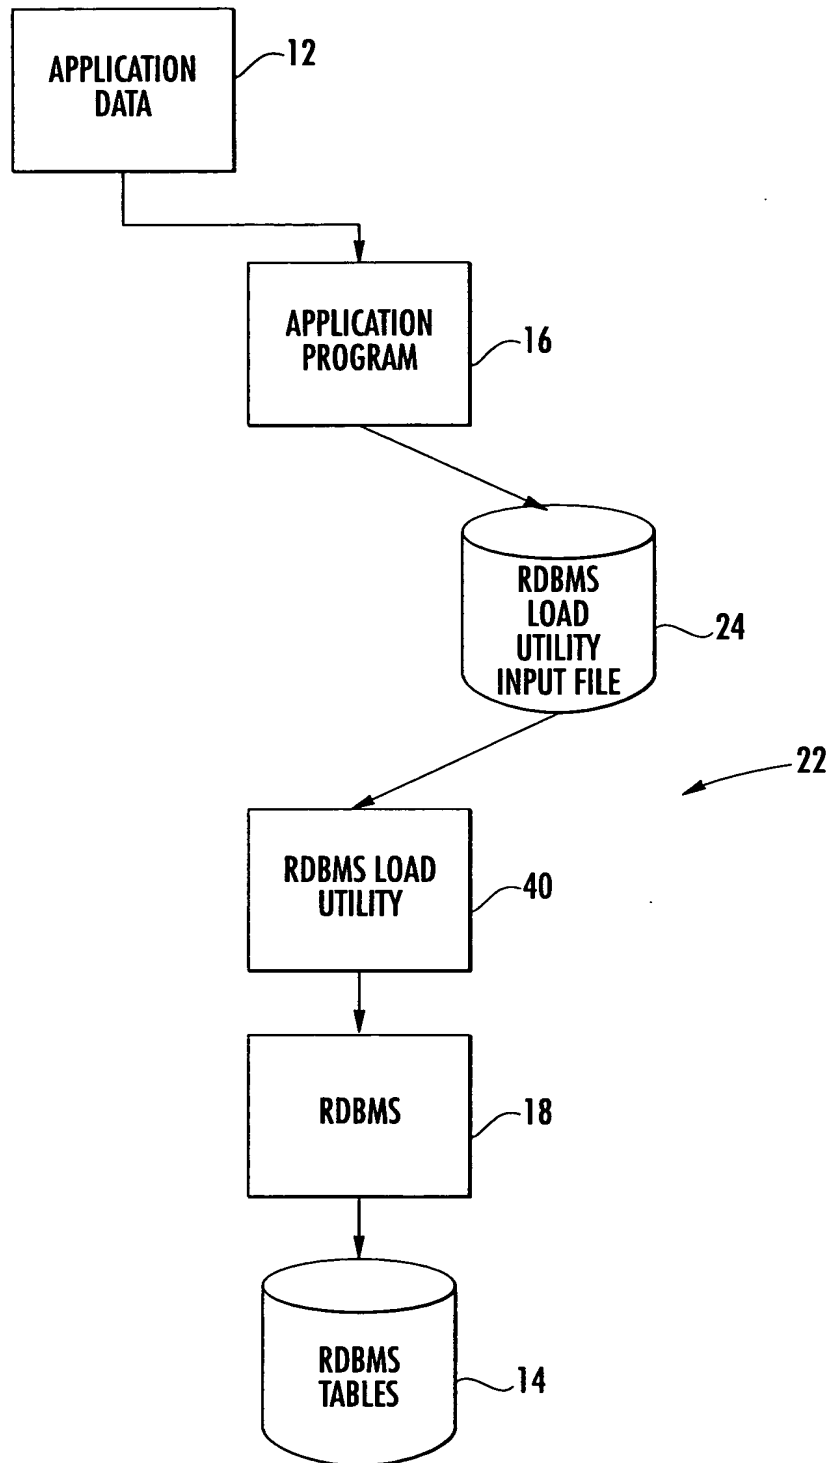 APPLICATION
DATA
12
APPLICATION
PROGRAM
16
RDBMS
LOAD
UTILITY
INPUT FILE
24
22
RDBMS LOAD
UTILITY
40
RDBMS
18
RDBMS
TABLES
14